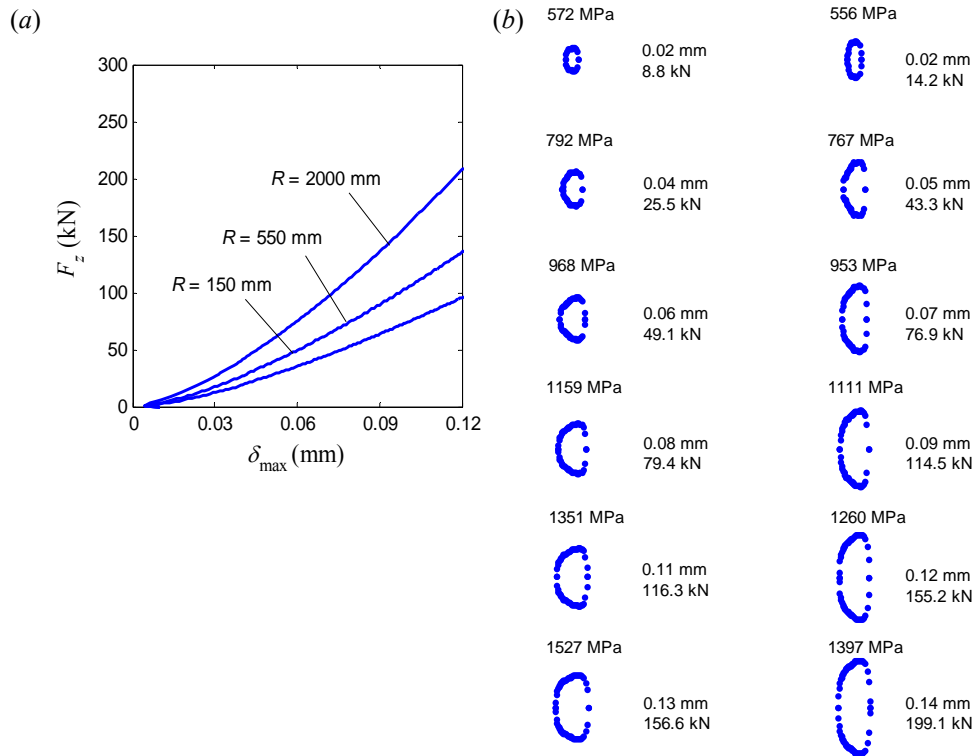 (a)
300
250
200
150
100
50
0
F_z (kN)
R = 2000 mm
R = 550 mm
R = 150 mm
0 0.03 0.06 0.09 0.12
δ_max (mm)
(b)
572 MPa
0.02 mm
8.8 kN
792 MPa
0.04 mm
25.5 kN
968 MPa
0.06 mm
49.1 kN
1159 MPa
0.08 mm
79.4 kN
1351 MPa
0.11 mm
116.3 kN
1527 MPa
0.13 mm
156.6 kN
556 MPa
0.02 mm
14.2 kN
767 MPa
0.05 mm
43.3 kN
953 MPa
0.07 mm
76.9 kN
1111 MPa
0.09 mm
114.5 kN
1260 MPa
0.12 mm
155.2 kN
1397 MPa
0.14 mm
199.1 kN